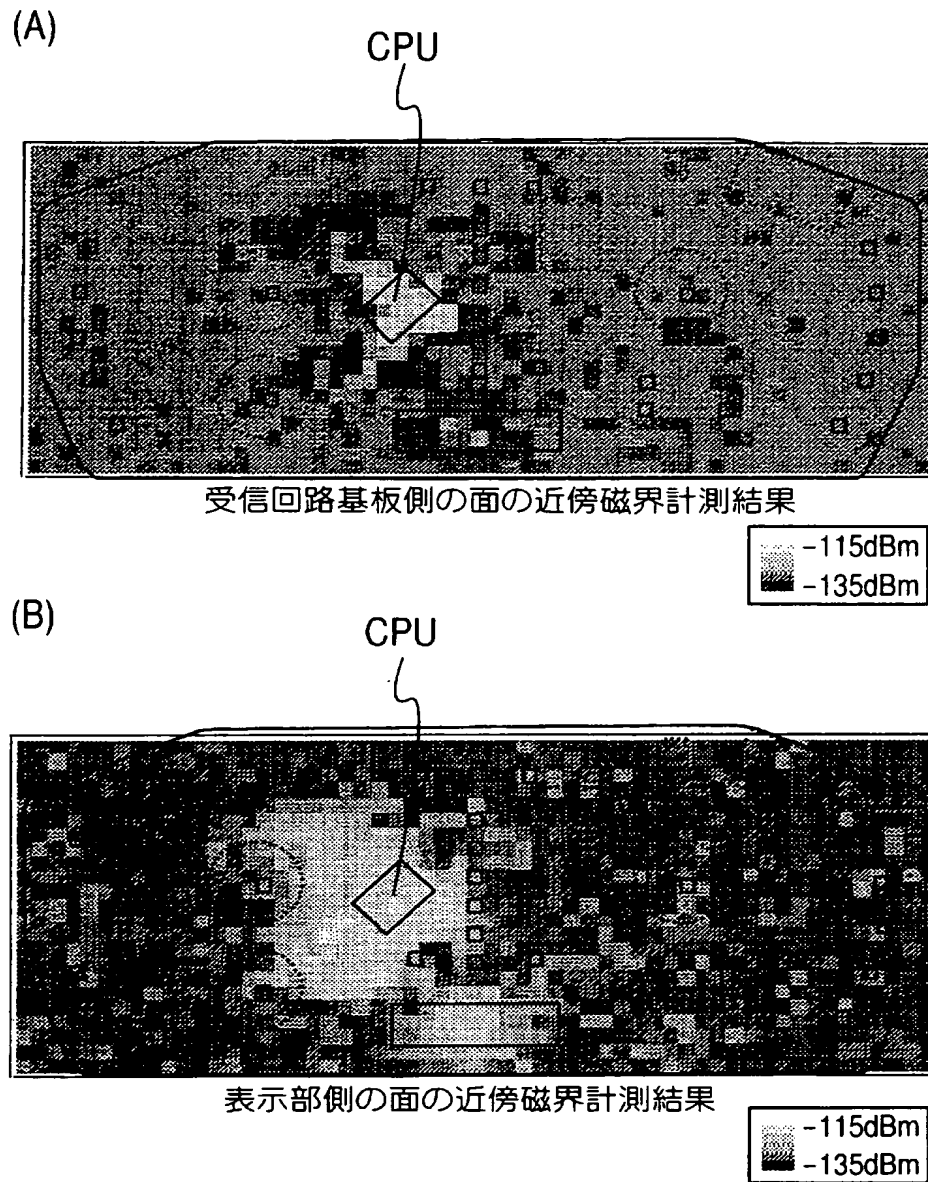 (A)
CPU
受信回路基板側の面の近傍磁界計測結果
-115dBm
-135dBm
(B)
CPU
表示部側の面の近傍磁界計測結果
-115dBm
-135dBm